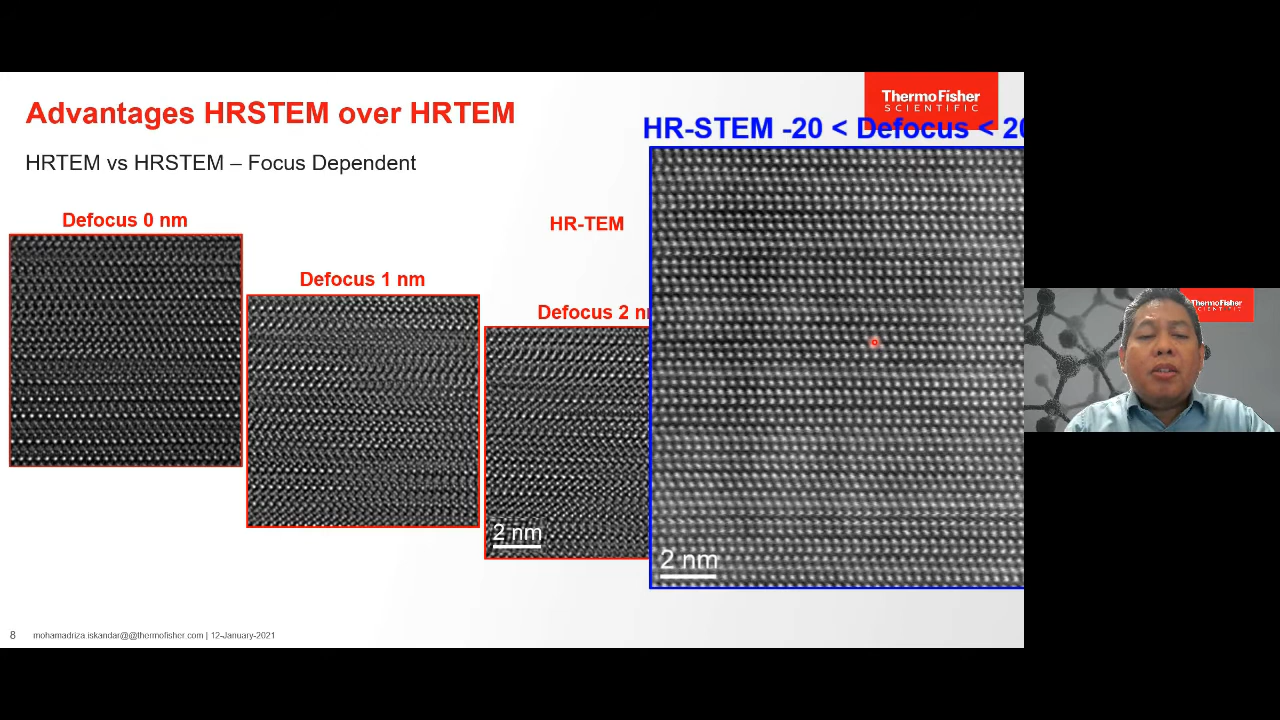 Advantages HRSTEM over HRTEM
ThermoFisher
SCIENTIFIC
HR-STEM -20 < Defocus < 20
HRTEM vs HRSTEM – Focus Dependent
Defocus 0 nm
HR-TEM
Defocus 1 nm
Defocus 2 n
2 nm
2 nm
ThermoFisher
SCIENTIFIC
8 mohamadriza.iskandar@@thermofisher.com | 12-January-2021